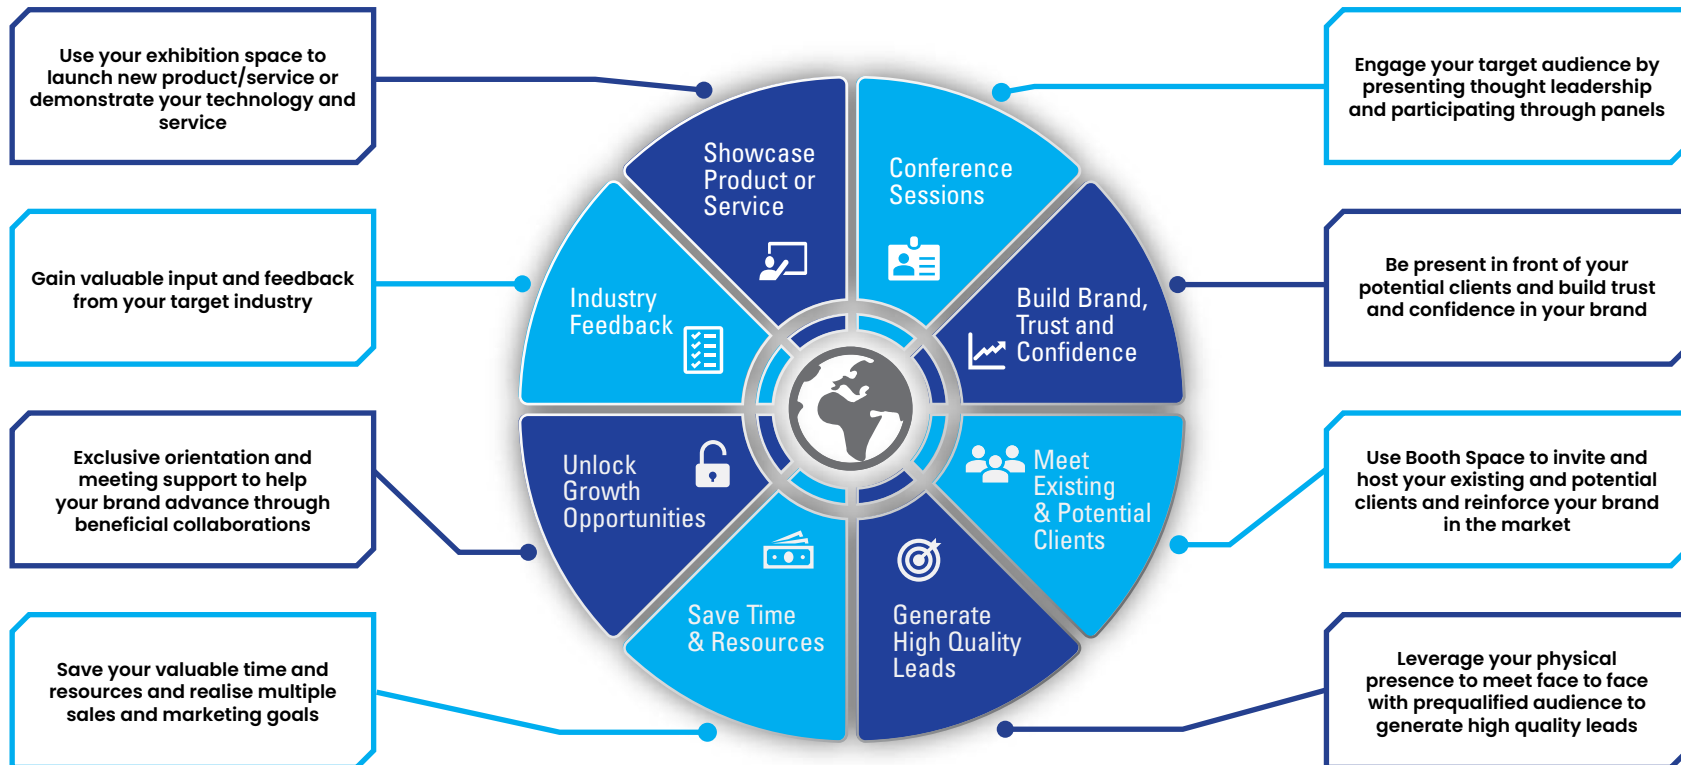 Use your exhibition space to
launch new product/service or
demonstrate your technology and
service
Gain valuable input and feedback
from your target industry
Exclusive orientation and
meeting support to help
your brand advance through
beneficial collaborations
Save your valuable time and
resources and realise multiple
sales and marketing goals
Showcase
Product or
Service
Conference
Sessions
Industry
Feedback
Build Brand,
Trust and
Confidence
Unlock
Growth
Opportunities
Meet
Existing
& Potential
Clients
Save Time
& Resources
Generate
High Quality
Leads
Engage your target audience by
presenting thought leadership
and participating through panels
Be present in front of your
potential clients and build trust
and confidence in your brand
Use Booth Space to invite and
host your existing and potential
clients and reinforce your brand
in the market
Leverage your physical
presence to meet face to face
with prequalified audience to
generate high quality leads